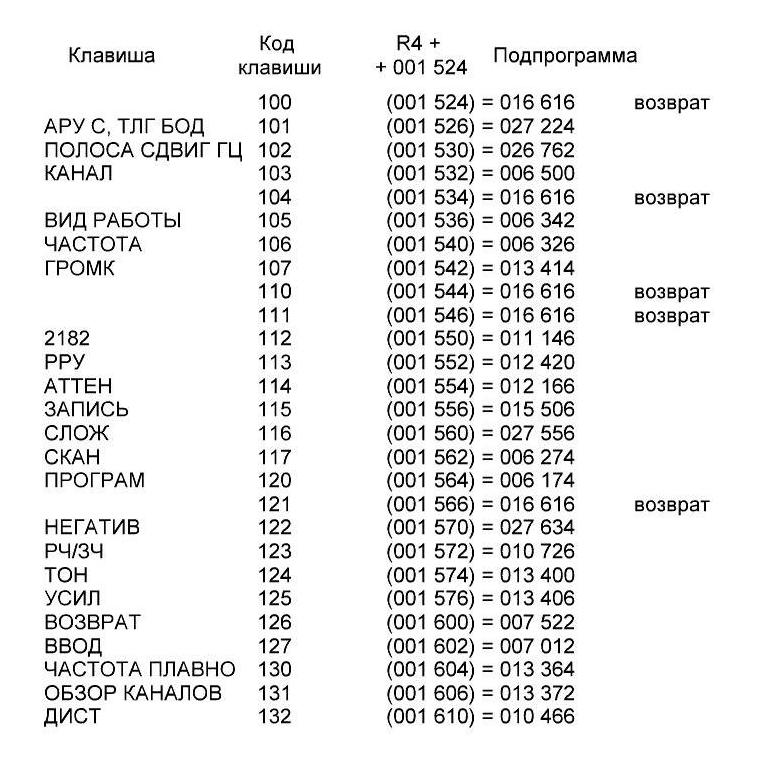 Клавиша Код клавиши R4 + + 001 524 Подпрограмма
100 (001 524) = 016 616 возврат
АРУ С, ТЛГ БОД 101 (001 526) = 027 224
ПОЛОСА СДВИГ ГЦ 102 (001 530) = 026 762
КАНАЛ 103 (001 532) = 006 500
104 (001 534) = 016 616 возврат
ВИД РАБОТЫ 105 (001 536) = 006 342
ЧАСТОТА 106 (001 540) = 006 326
ГРОМК 107 (001 542) = 013 414
110 (001 544) = 016 616 возврат
111 (001 546) = 016 616 возврат
2182 112 (001 550) = 011 146
РРУ 113 (001 552) = 012 420
АТТЕН 114 (001 554) = 012 166
ЗАПИСЬ 115 (001 556) = 015 506
СЛОЖ 116 (001 560) = 027 556
СКАН 117 (001 562) = 006 274
ПРОГРАМ 120 (001 564) = 006 174
121 (001 566) = 016 616 возврат
НЕГАТИВ 122 (001 570) = 027 634
РЧ/ЗЧ 123 (001 572) = 010 726
ТОН 124 (001 574) = 013 400
УСИЛ 125 (001 576) = 013 406
ВОЗВРАТ 126 (001 600) = 007 522
ВВОД 127 (001 602) = 007 012
ЧАСТОТА ПЛАВНО 130 (001 604) = 013 364
ОБЗОР КАНАЛОВ 131 (001 606) = 013 372
ДИСТ 132 (001 610) = 010 466